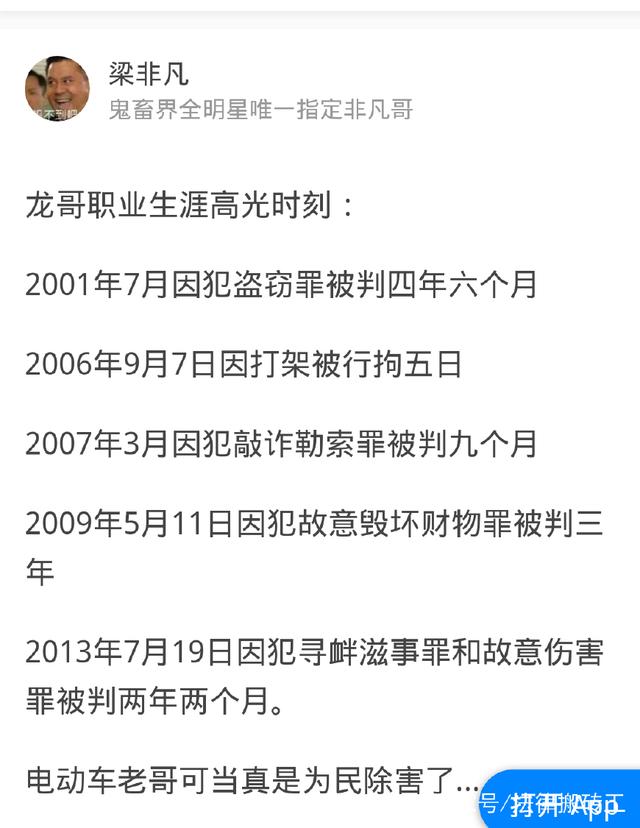 梁非凡
鬼畜界全明星唯一指定非凡哥
龙哥职业生涯高光时刻：
2001年7月因犯盗窃罪被判四年六个月
2006年9月7日因打架被行拘五日
2007年3月因犯敲诈勒索罪被判九个月
2009年5月11日因犯故意毁坏财物罪被判三
年
2013年7月19日因犯寻衅滋事罪和故意伤害
罪被判两年两个月。
电动车老哥可当真是为民除害了...
打开 App